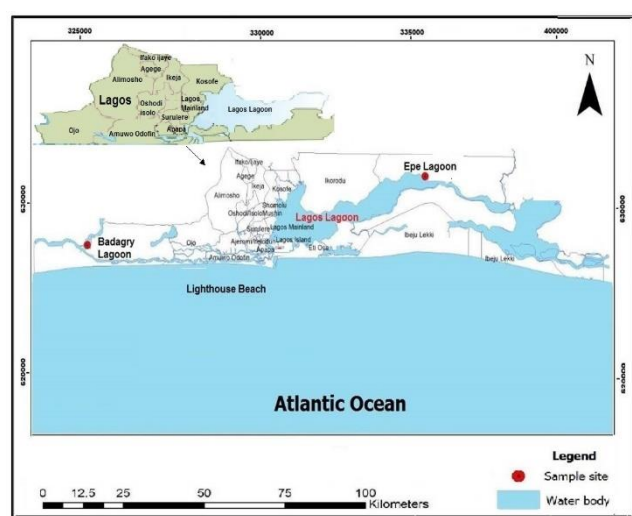 325000 330000 335000 400000
N
Ifako Ijaye
Agege
Alimosho
Ikeja
Kosofe
Lagos
Oshodi
isolo
Lagos
Mainland
Lagos Lagoon
Surulere
Apapa
Ojo
Amuwo Odofin
Epe Lagoon
Ifako/Ijaye
Agege
Ikeja
Kosofe
Ikorodu
Alimosho
Shomolu
Oshodi/Isolo
Mushin
Lagos Lagoon
Surulere
Lagos Mainland
Badagry
Lagoon
Ojo
Lagos Island
Apapa
Eti Osa
Amuwo Odofin
Ibeju Lekki
Ibeju Lekki
Lighthouse Beach
630000
630000
620000
620000
Atlantic Ocean
Legend
Sample site
Water body
0 12.5 25 50 75 100
Kilometers